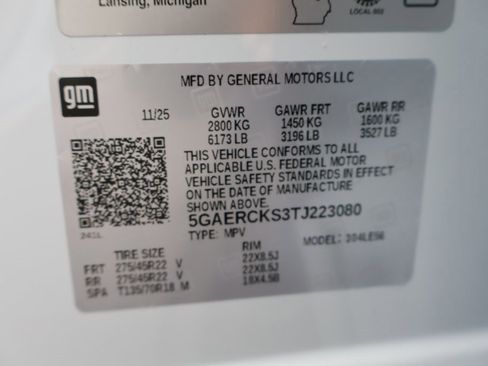 Lansing, Michigan
LOCAL 602
gm
MFD BY GENERAL MOTORS LLC
11/25 GVWR GAWR FRT GAWR RR
2800 KG 1450 KG 1600 KG
6173 LB 3196 LB 3527 LB
THIS VEHICLE CONFORMS TO ALL
APPLICABLE U.S. FEDERAL MOTOR
VEHICLE SAFETY STANDARDS IN EFFECT
ON THE DATE OF MANUFACTURE
SHOWN ABOVE.
5GAERCKS3TJ223080
TYPE: MPV MODEL:
241L
TIRE SIZE RIM
FRT 275/45R22 V 22X8.5J
RR 275/45R22 V 22X8.5J
SPA T135/70R18 M 18X4.5B